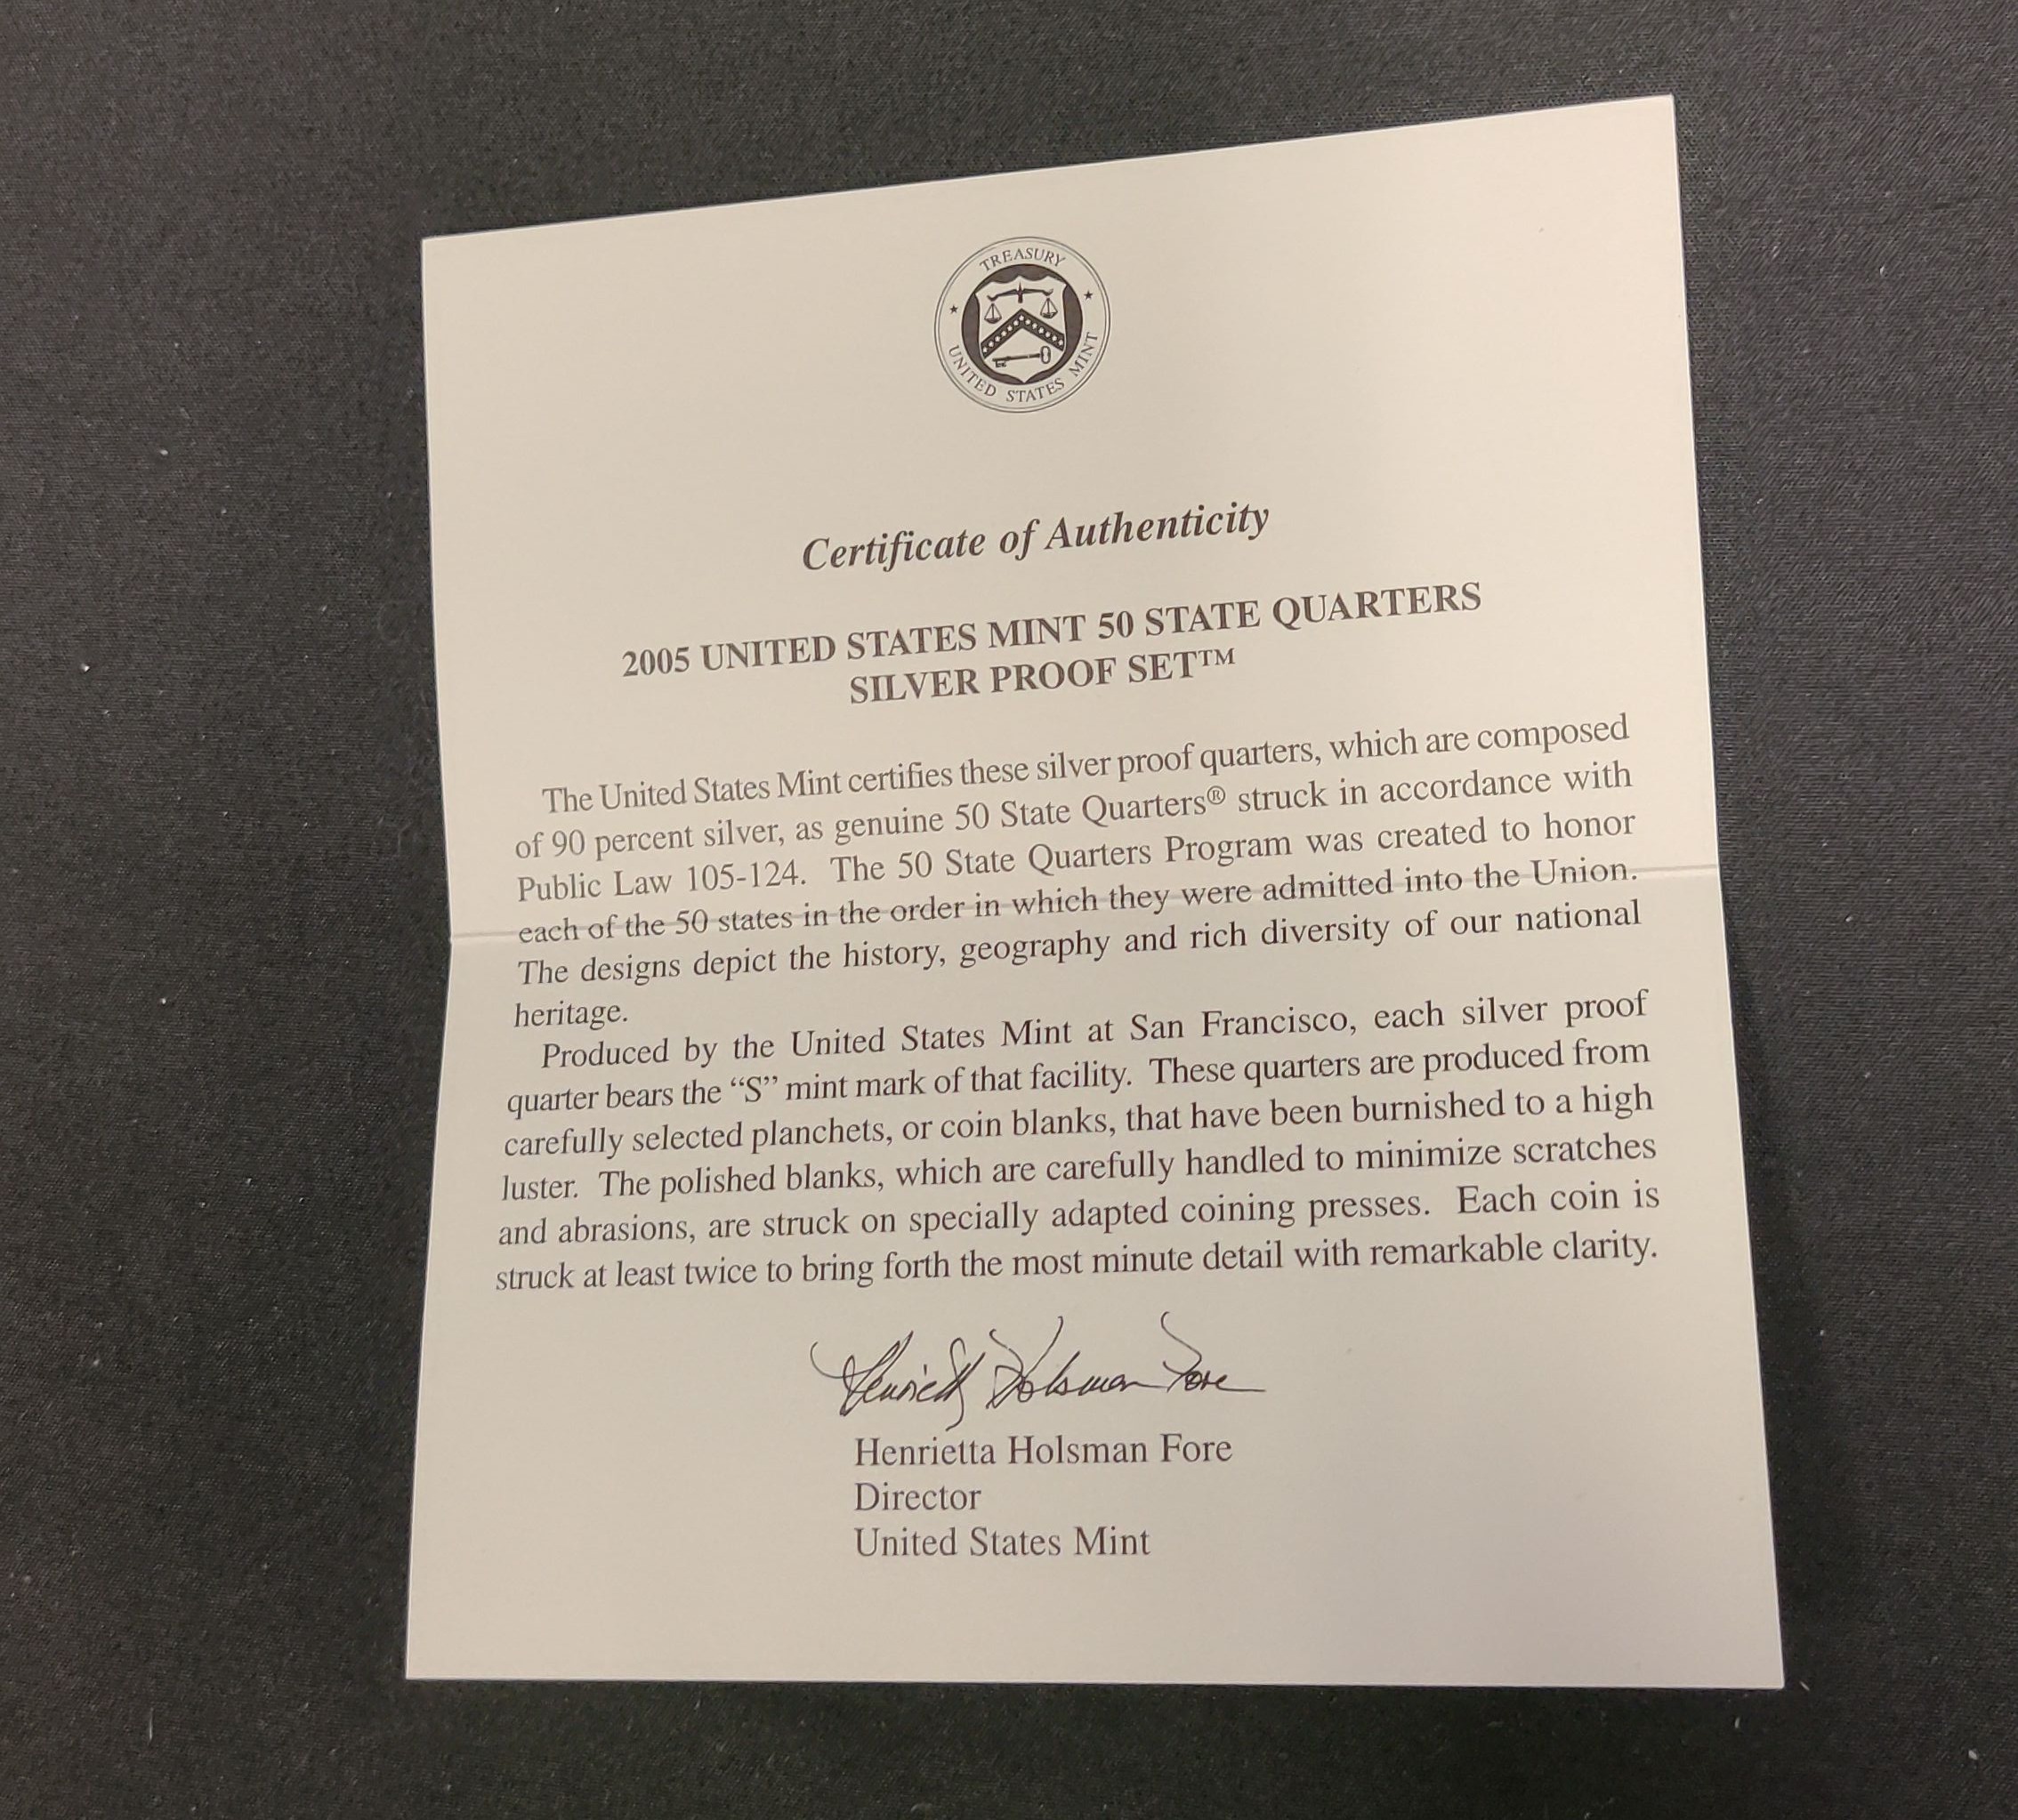 TREASURY
UNITED STATES MINT
Certificate of Authenticity
2005 UNITED STATES MINT 50 STATE QUARTERS
SILVER PROOF SET™
The United States Mint certifies these silver proof quarters, which are composed
of 90 percent silver, as genuine 50 State Quarters® struck in accordance with
Public Law 105-124. The 50 State Quarters Program was created to honor
each of the 50 states in the order in which they were admitted into the Union.
The designs depict the history, geography and rich diversity of our national
heritage.
Produced by the United States Mint at San Francisco, each silver proof
quarter bears the “S” mint mark of that facility. These quarters are produced from
carefully selected planchets, or coin blanks, that have been burnished to a high
luster. The polished blanks, which are carefully handled to minimize scratches
and abrasions, are struck on specially adapted coining presses. Each coin is
struck at least twice to bring forth the most minute detail with remarkable clarity.
Henrietta Holsman Fore
Henrietta Holsman Fore
Director
United States Mint